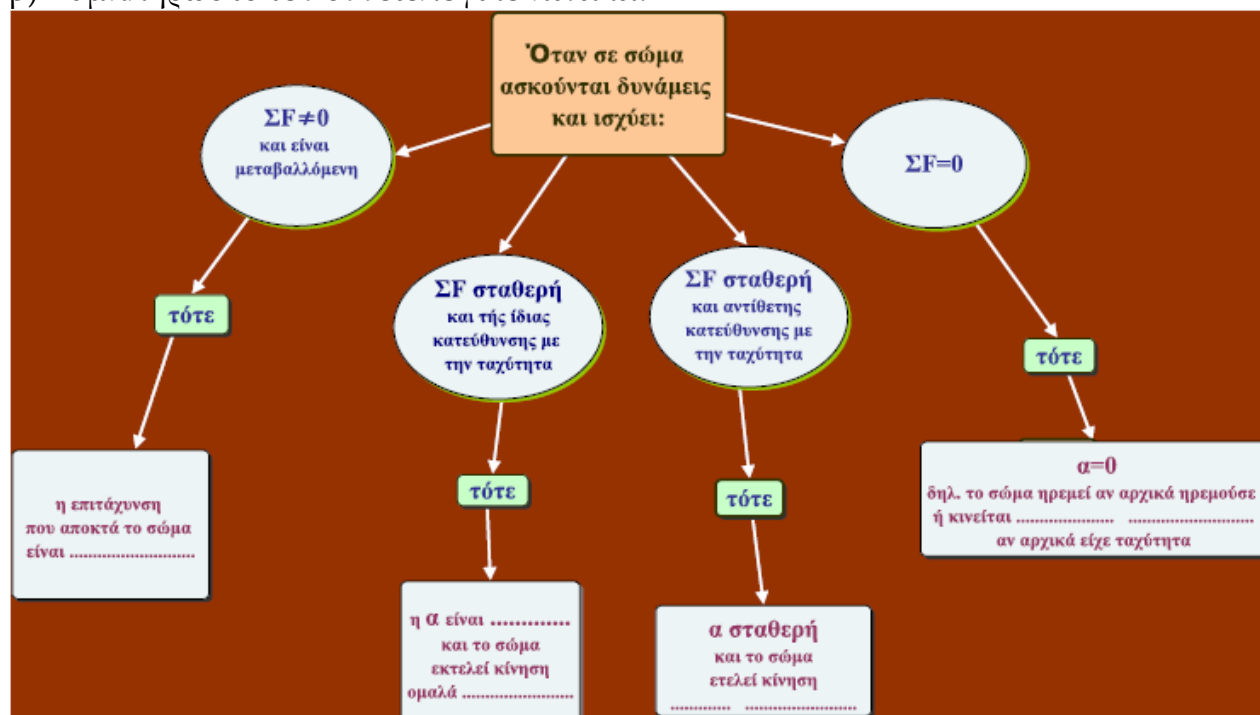 Όταν σε σώμα
ασκούνται δυνάμεις
και ισχύει:
ΣF≠0
και είναι
μεταβαλλόμενη
τότε
η επιτάχυνση
που αποκτά το σώμα
είναι ..............................
ΣF σταθερή
και τής ίδιας
κατεύθυνσης με
την ταχύτητα
τότε
η α είναι .............
και το σώμα
εκτελεί κίνηση
ομαλά ...........................
ΣF σταθερή
και αντίθετης
κατεύθυνσης με
την ταχύτητα
τότε
α σταθερή
και το σώμα
ετελεί κίνηση
............... ...........................
ΣF=0
τότε
α=0
δηλ. το σώμα ηρεμεί αν αρχικά ηρεμούσε
ή κινείται ....................... ..............................
αν αρχικά είχε ταχύτητα